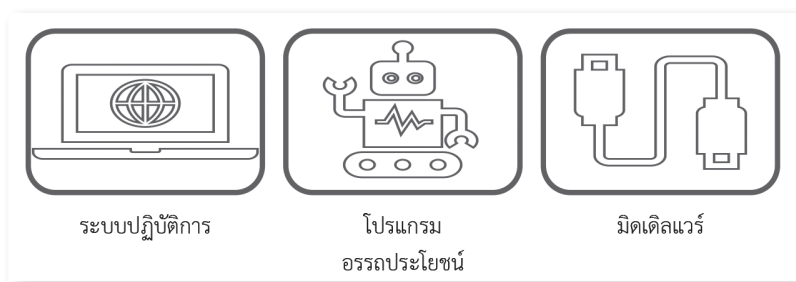 ระบบปฏิบัติการ
โปรแกรม
อรรถประโยชน์
มิดเดิลแวร์